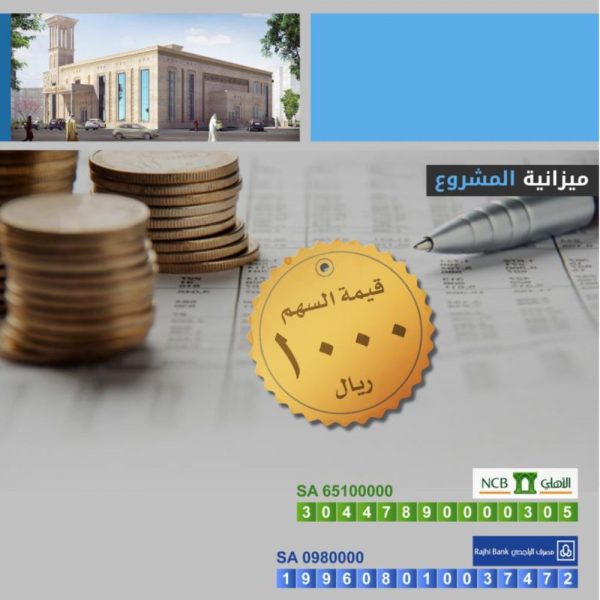 ميزانية المشروع
قيمة السهم
١٠٠٠
ريال
NCB الأهلي
SA 65100000
30447890000305
Rajhi Bank مصرف الراجحي
SA 0980000
199608010037472